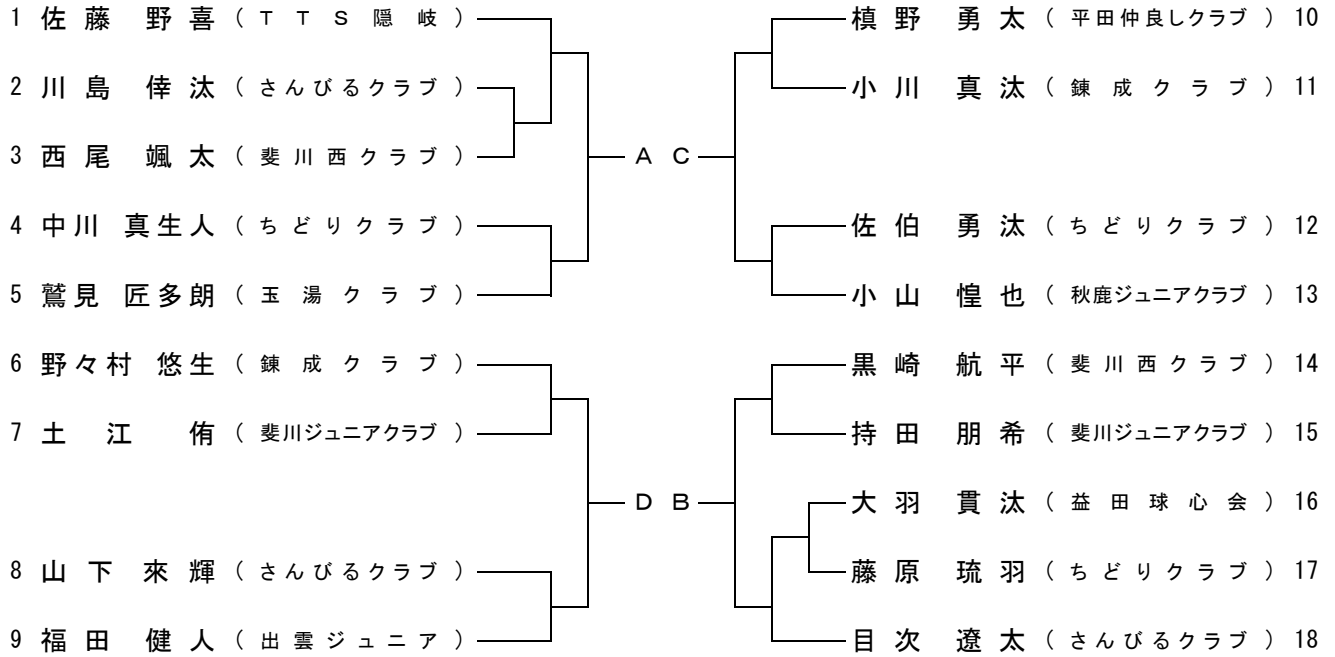 1 佐藤 野喜 (TTS隠岐)
2 川島 倖汰 (さんびるクラブ)
3 西尾 颯太 (斐川西クラブ)
4 中川 真生人 (ちどりクラブ)
5 鷲見 匠多朗 (玉湯クラブ)
6 野々村 悠生 (錬成クラブ)
7 土江 侑 (斐川ジュニアクラブ)
8 山下 來輝 (さんびるクラブ)
9 福田 健人 (出雲ジュニア)
A C
D B
槙野 勇太 (平田仲良しクラブ) 10
小川 真汰 (錬成クラブ) 11
佐伯 勇汰 (ちどりクラブ) 12
小山 惶也 (秋鹿ジュニアクラブ) 13
黒崎 航平 (斐川西クラブ) 14
持田 朋希 (斐川ジュニアクラブ) 15
大羽 貫汰 (益田球心会) 16
藤原 琉羽 (ちどりクラブ) 17
目次 遼太 (さんびるクラブ) 18